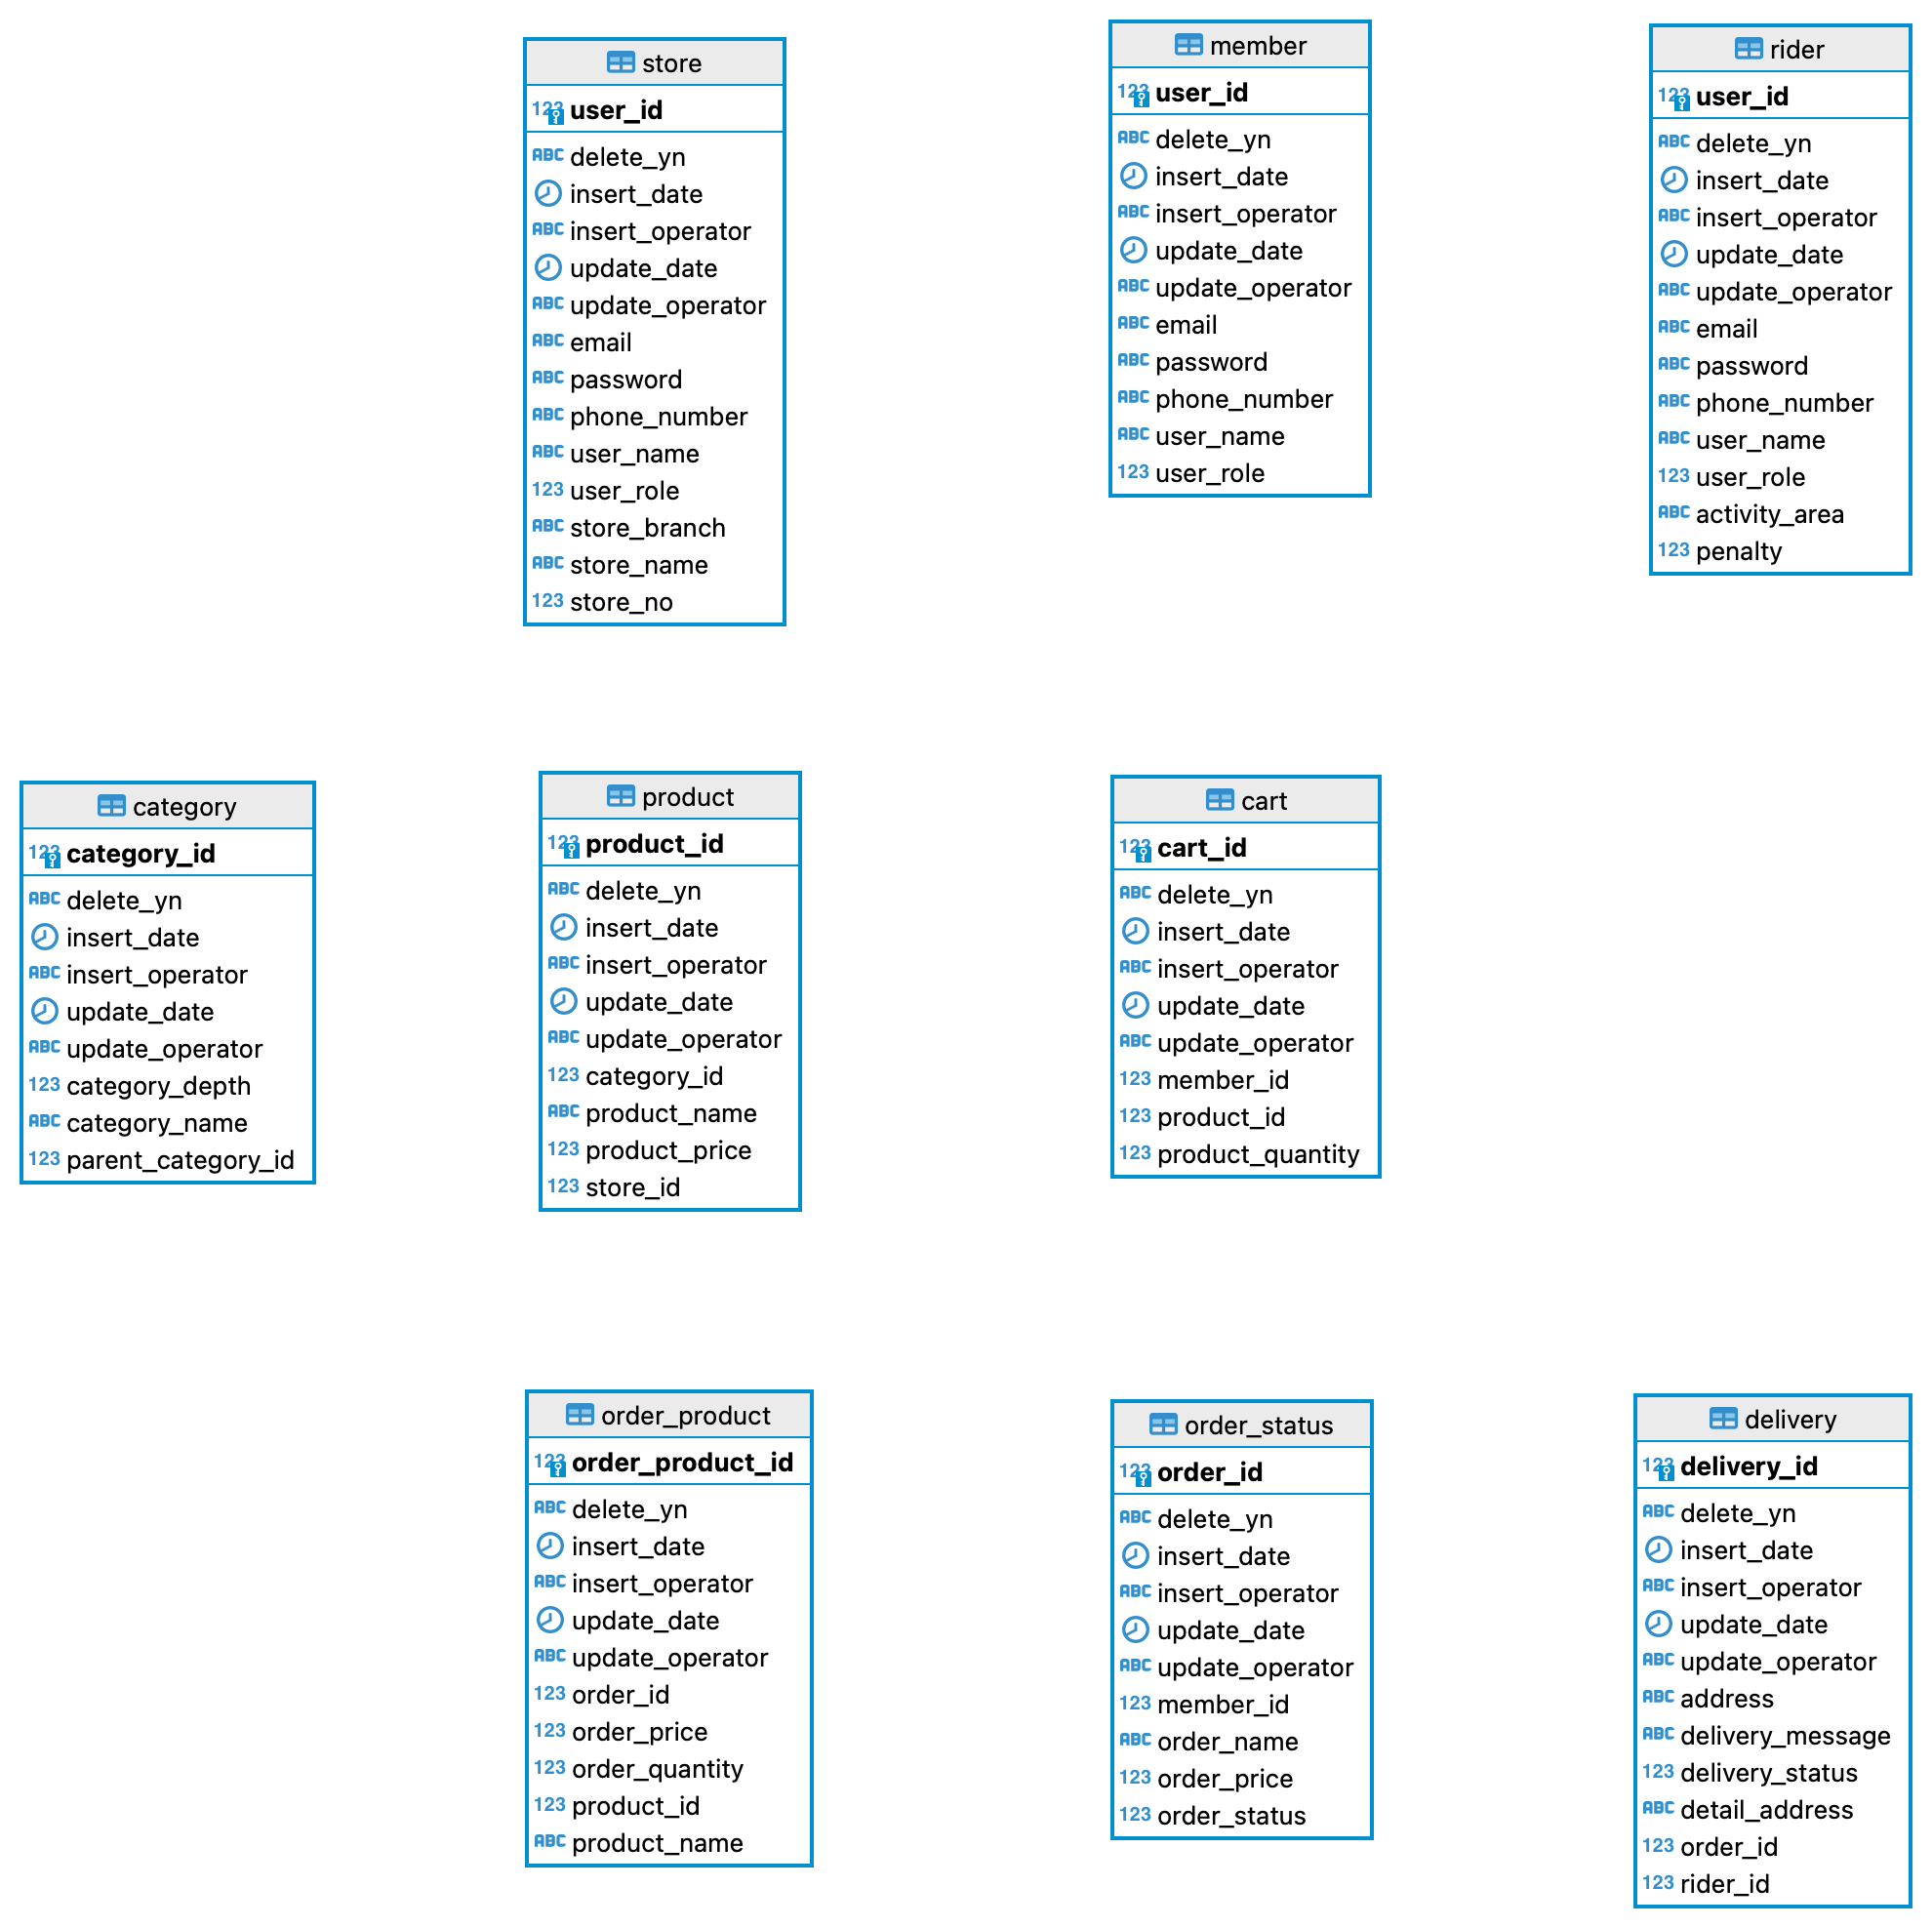 store
123 user_id
ABC delete_yn
insert_date
ABC insert_operator
update_date
ABC update_operator
ABC email
ABC password
ABC phone_number
ABC user_name
123 user_role
ABC store_branch
ABC store_name
123 store_no
member
123 user_id
ABC delete_yn
insert_date
ABC insert_operator
update_date
ABC update_operator
ABC email
ABC password
ABC phone_number
ABC user_name
123 user_role
rider
123 user_id
ABC delete_yn
insert_date
ABC insert_operator
update_date
ABC update_operator
ABC email
ABC password
ABC phone_number
ABC user_name
123 user_role
ABC activity_area
123 penalty
category
123 category_id
ABC delete_yn
insert_date
ABC insert_operator
update_date
ABC update_operator
123 category_depth
ABC category_name
123 parent_category_id
product
123 product_id
ABC delete_yn
insert_date
ABC insert_operator
update_date
ABC update_operator
123 category_id
ABC product_name
123 product_price
123 store_id
cart
123 cart_id
ABC delete_yn
insert_date
ABC insert_operator
update_date
ABC update_operator
123 member_id
123 product_id
123 product_quantity
order_product
123 order_product_id
ABC delete_yn
insert_date
ABC insert_operator
update_date
ABC update_operator
123 order_id
123 order_price
123 order_quantity
123 product_id
ABC product_name
order_status
123 order_id
ABC delete_yn
insert_date
ABC insert_operator
update_date
ABC update_operator
123 member_id
ABC order_name
123 order_price
123 order_status
delivery
123 delivery_id
ABC delete_yn
insert_date
ABC insert_operator
update_date
ABC update_operator
ABC address
ABC delivery_message
123 delivery_status
ABC detail_address
123 order_id
123 rider_id